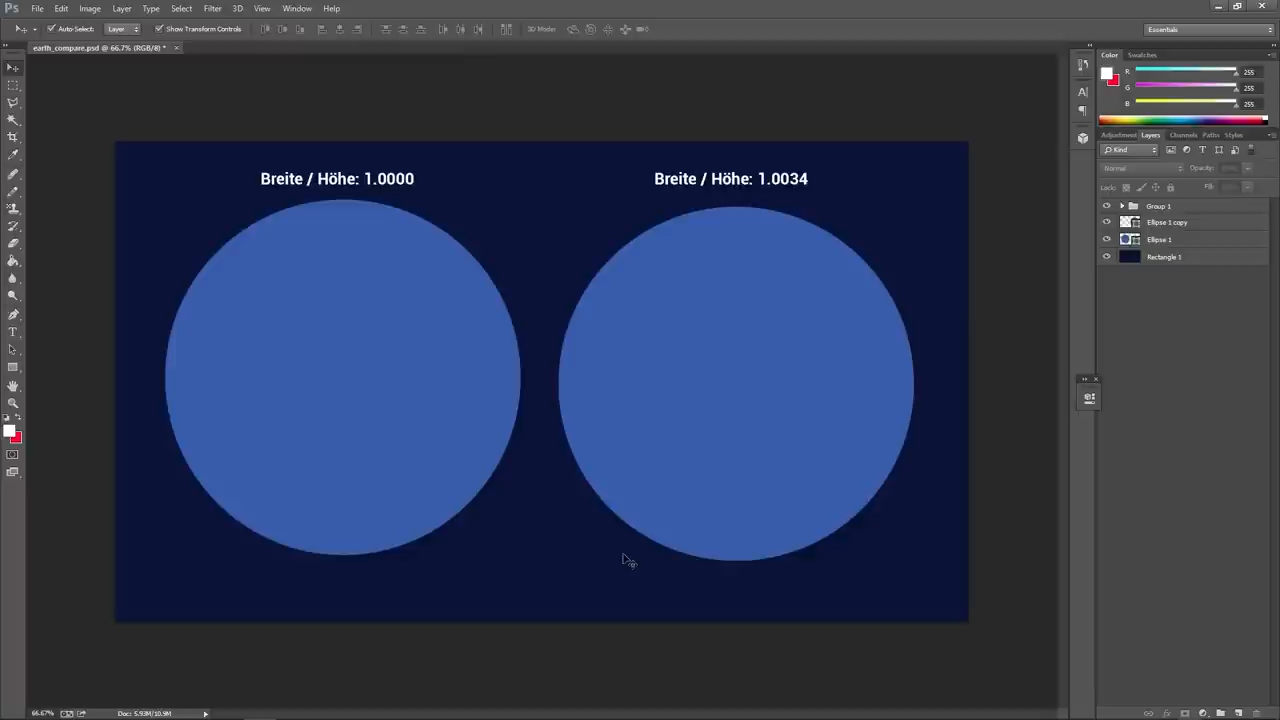 Ps File Edit Image Layer Type Select Filter 3D View Window Help
Auto-Select: Layer Show Transform Controls 3D Mode: Essentials
earth_compare.psd @ 66.7% (RGB/8) *
Color Swatches
R 255
G 255
B 255
Adjustment Layers Channels Paths Styles
Kind
Normal Opacity:
Lock: Fill:
Group 1
Ellipse 1 copy
Ellipse 1
Rectangle 1
Breite / Höhe: 1.0000
Breite / Höhe: 1.0034
66.67% Doc: 5.93M/10.9M